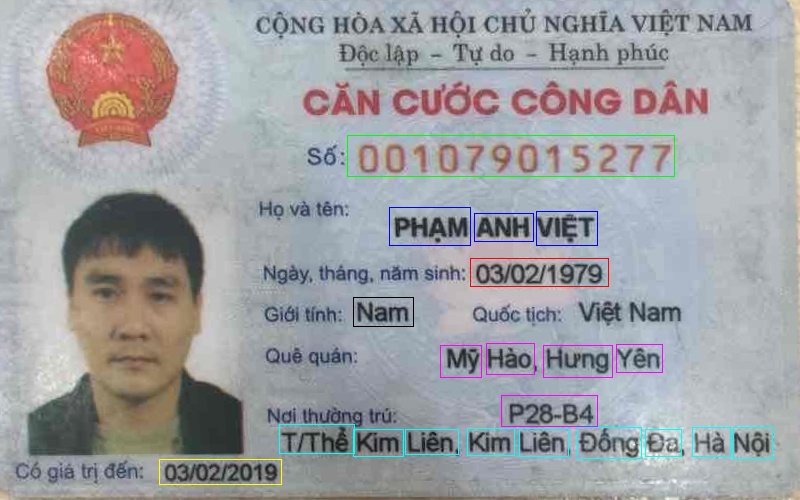 CỘNG HÒA XÃ HỘI CHỦ NGHĨA VIỆT NAM
Độc lập – Tự do – Hạnh phúc
CĂN CƯỚC CÔNG DÂN
Số: 001079015277
Họ và tên:
PHẠM ANH VIỆT
Ngày, tháng, năm sinh: 03/02/1979
Giới tính: Nam Quốc tịch: Việt Nam
Quê quán: Mỹ Hào, Hưng Yên
Nơi thường trú: P28-B4
T/Thể Kim Liên, Kim Liên, Đống Đa, Hà Nội
Có giá trị đến: 03/02/2019